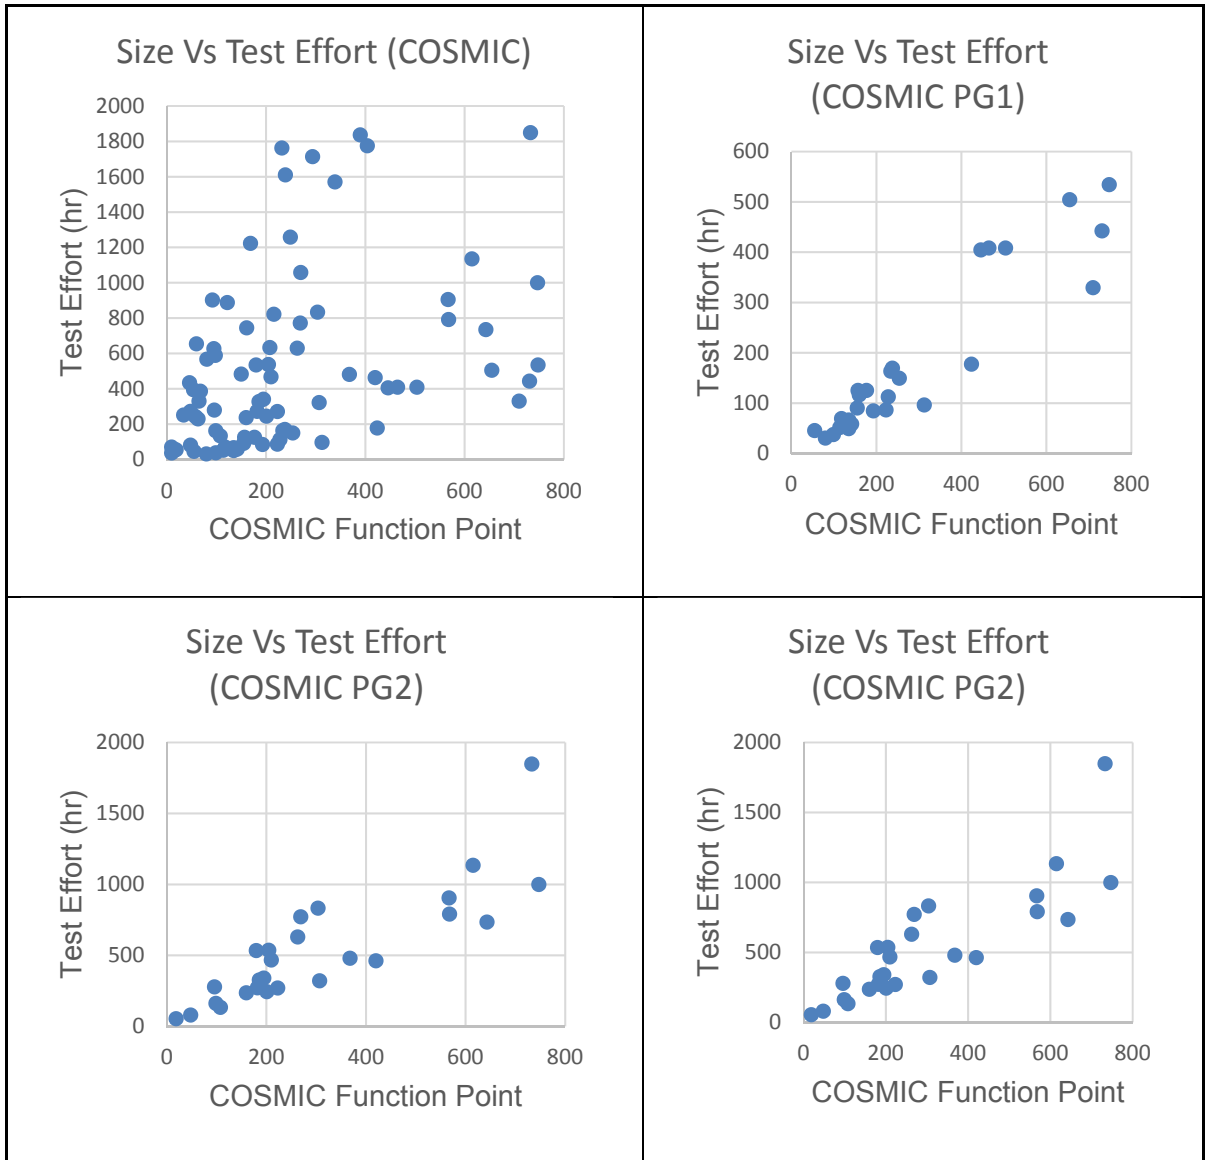 Size Vs Test Effort (COSMIC)
2000
1800
1600
1400
1200
1000
800
600
400
200
0
0 200 400 600 800
Test Effort (hr)
COSMIC Function Point
Size Vs Test Effort
(COSMIC PG1)
600
500
400
300
200
100
0
0 200 400 600 800
Test Effort (hr)
COSMIC Function Point
Size Vs Test Effort
(COSMIC PG2)
2000
1500
1000
500
0
0 200 400 600 800
Test Effort (hr)
COSMIC Function Point
Size Vs Test Effort
(COSMIC PG2)
2000
1500
1000
500
0
0 200 400 600 800
Test Effort (hr)
COSMIC Function Point